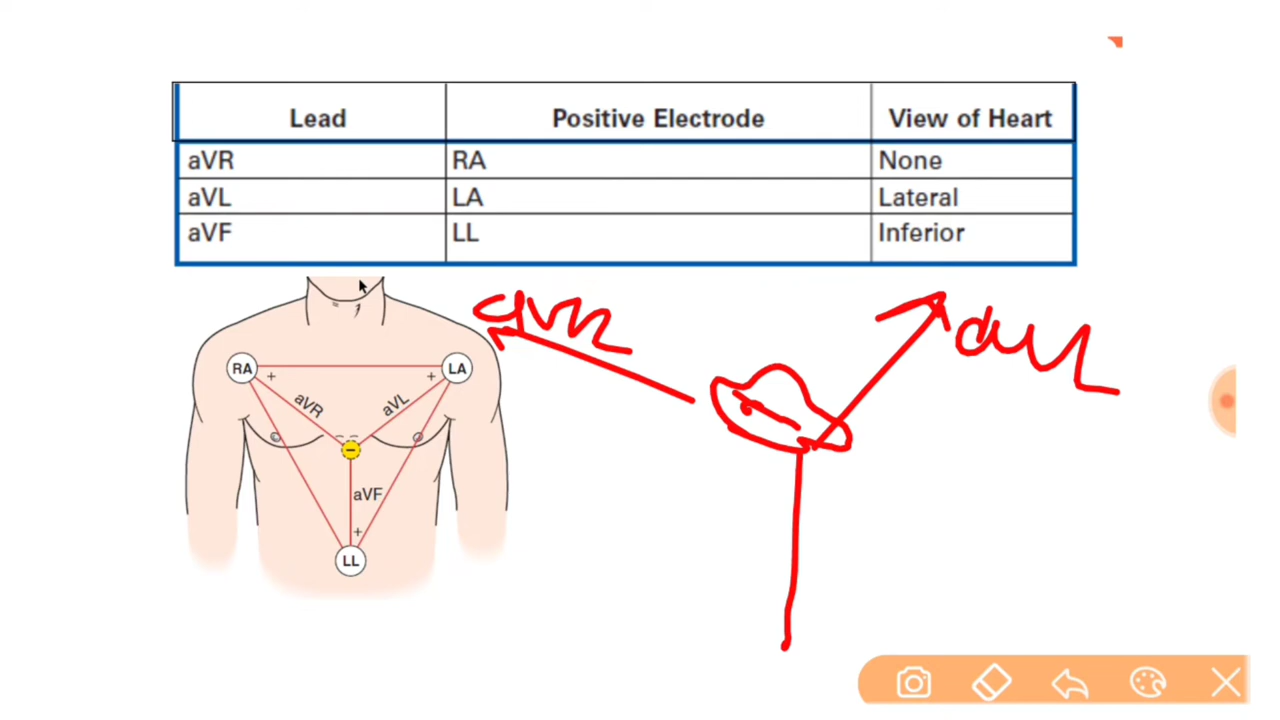 Lead Positive Electrode View of Heart
aVR RA None
aVL LA Lateral
aVF LL Inferior
aVR
aVL
RA + + LA
aVR aVL
−
aVF
+
LL